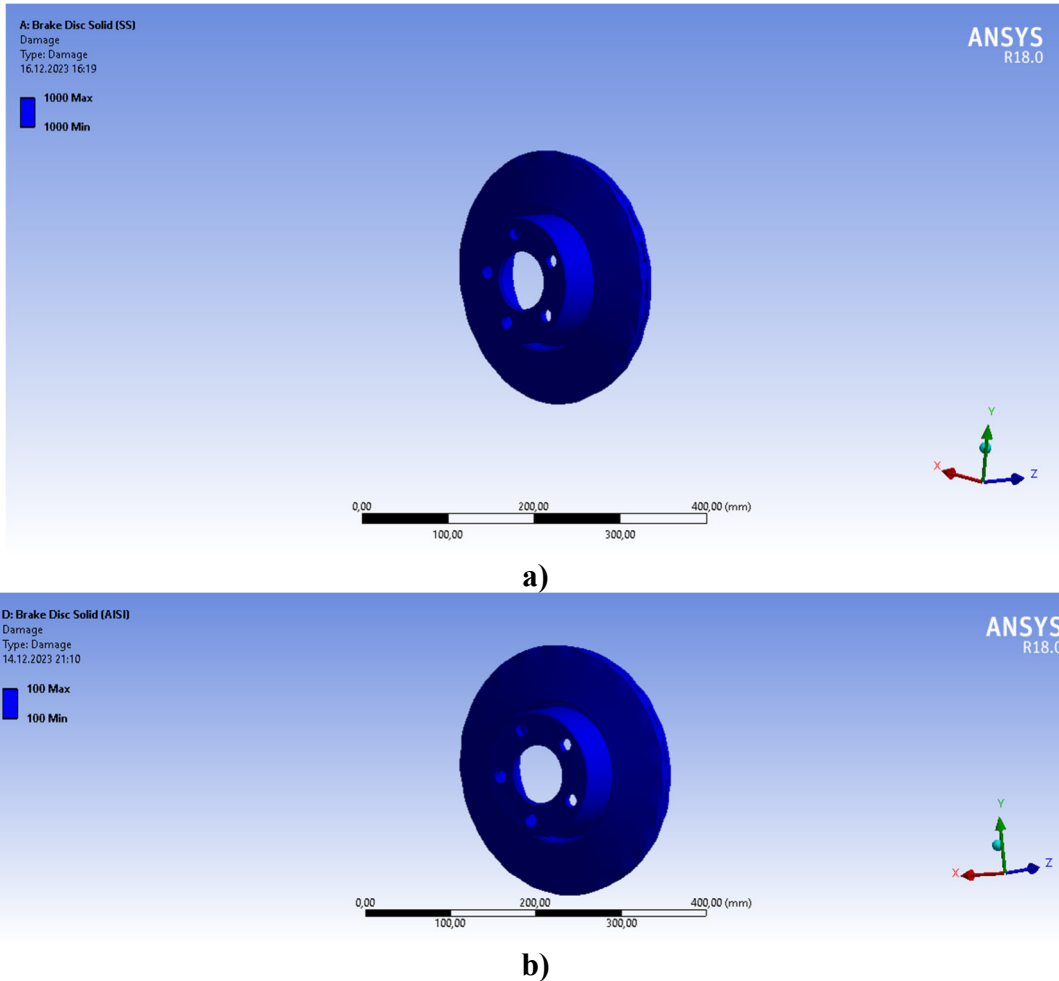 A: Brake Disc Solid (SS)
Damage
Type: Damage
16.12.2023 16:19
1000 Max
1000 Min
ANSYS
R18.0
Y
X
Z
0,00 200,00 400,00 (mm)
100,00 300,00
a)
D: Brake Disc Solid (AISI)
Damage
Type: Damage
14.12.2023 21:10
100 Max
100 Min
ANSYS
R18.0
Y
X
Z
0,00 200,00 400,00 (mm)
100,00 300,00
b)